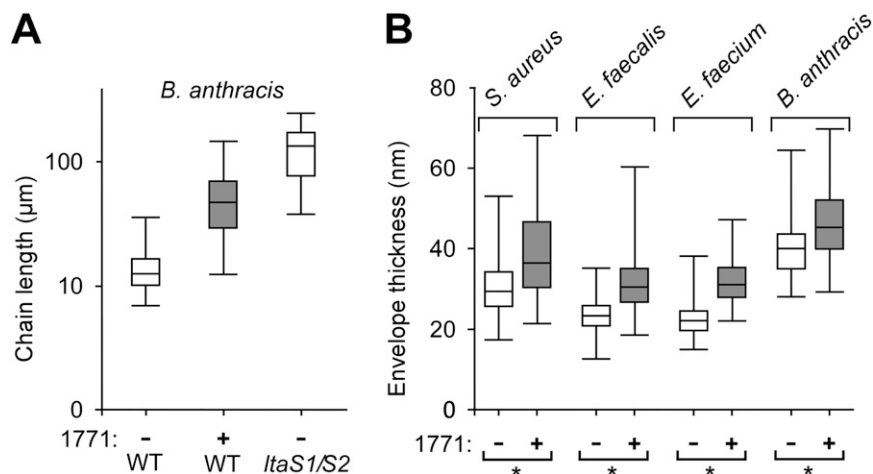 A
B. anthracis
Chain length (µm)
100
10
0
1771: - + -
WT WT ltaS1/S2
B
S. aureus E. faecalis E. faecium B. anthracis
Envelope thickness (nm)
80
60
40
20
0
1771: - + - + - + - +
* * * *